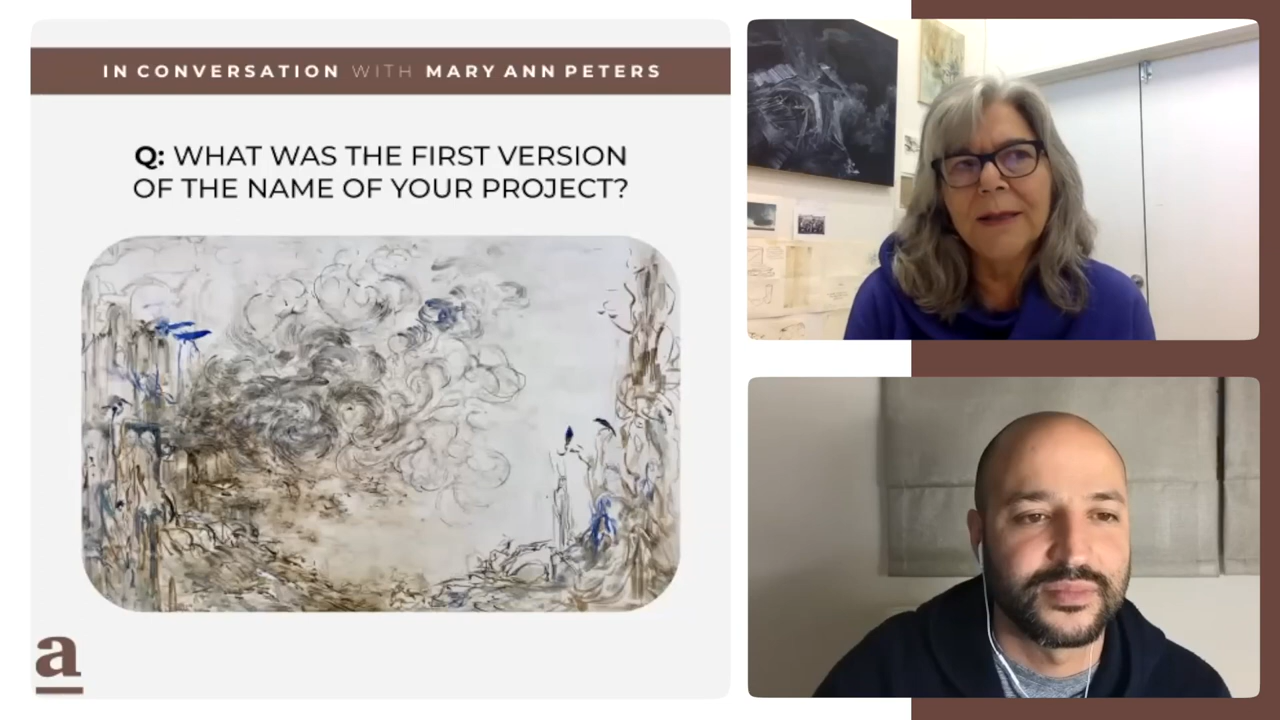 IN CONVERSATION WITH MARY ANN PETERS
Q: WHAT WAS THE FIRST VERSION
OF THE NAME OF YOUR PROJECT?
a